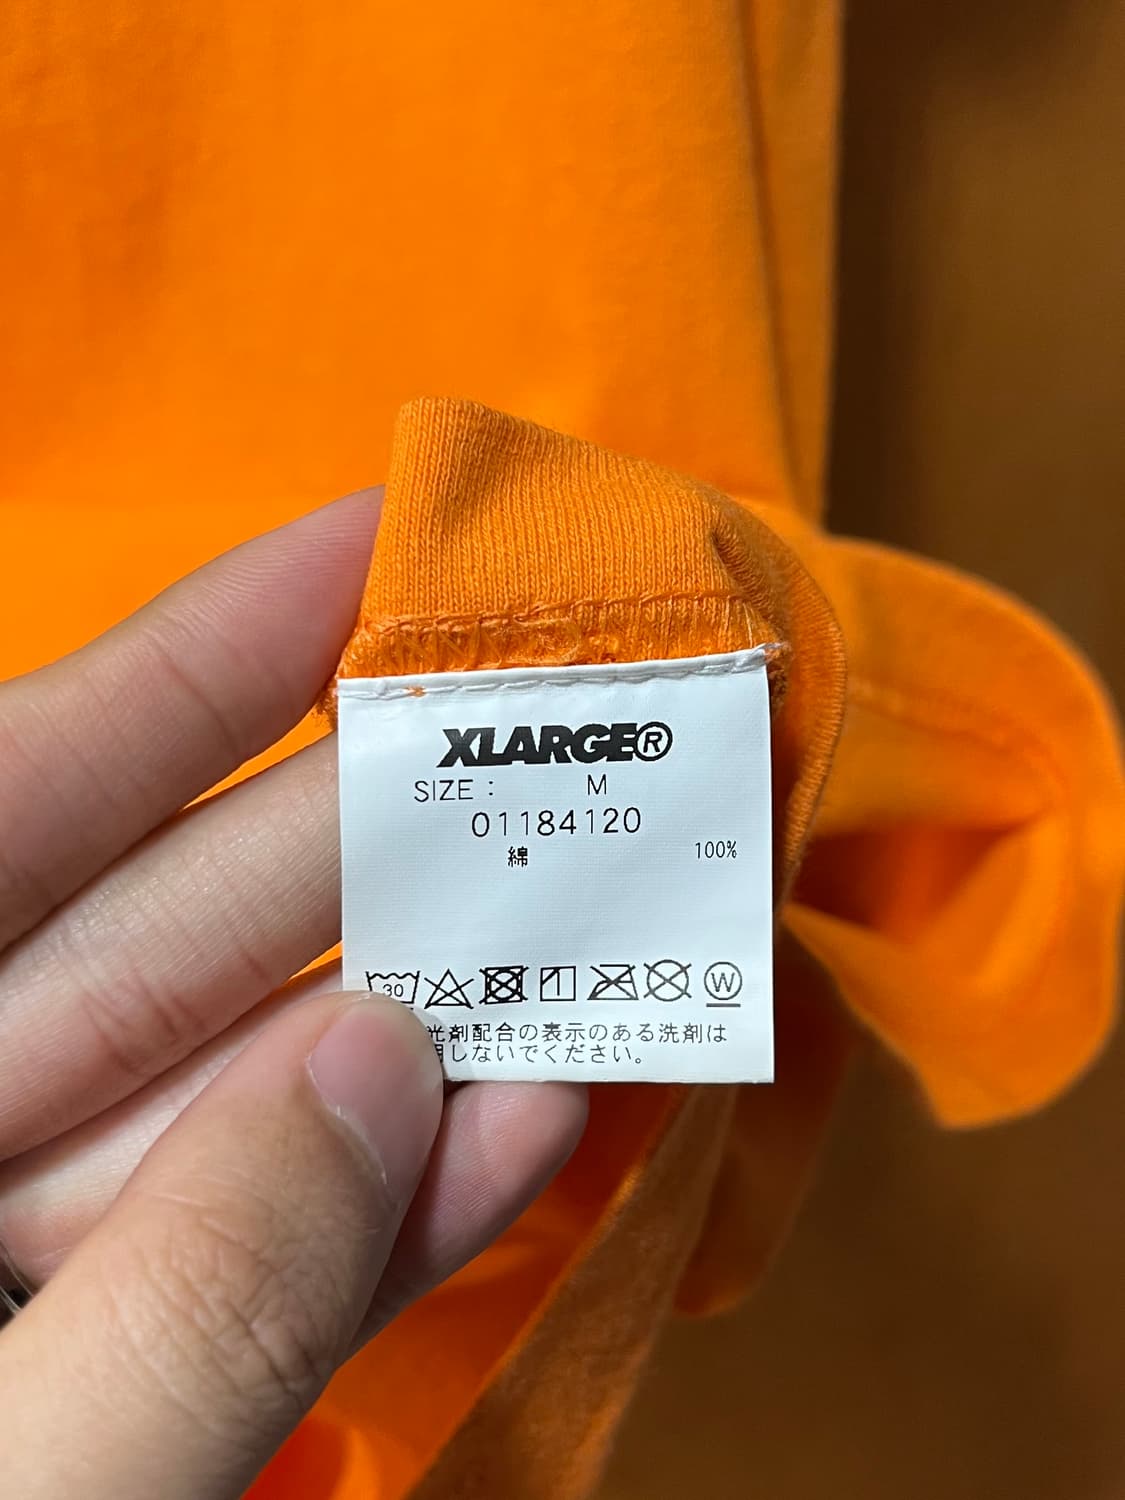 XLARGE®
SIZE : M
01184120
綿 100%
30 W
光剤配合の表示のある洗剤は
しないでください。